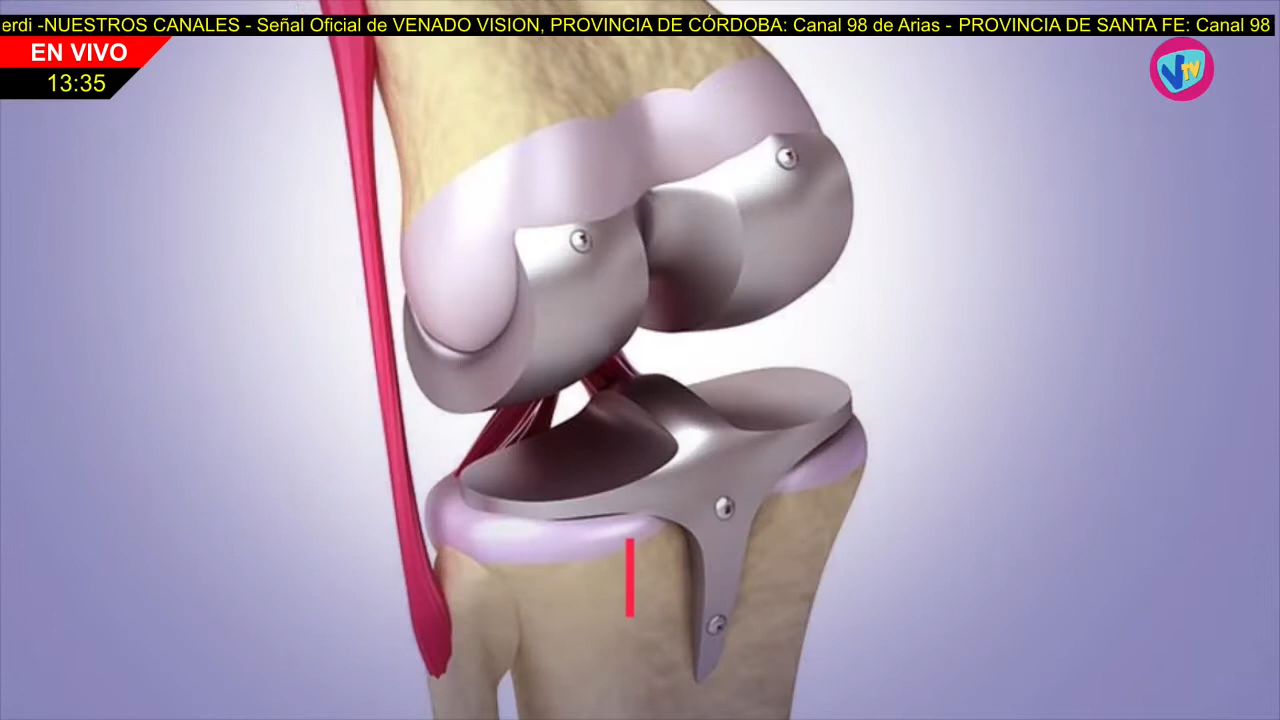 erdi -NUESTROS CANALES - Señal Oficial de VENADO VISION, PROVINCIA DE CÓRDOBA: Canal 98 de Arias - PROVINCIA DE SANTA FE: Canal 98
EN VIVO
13:35
VTV